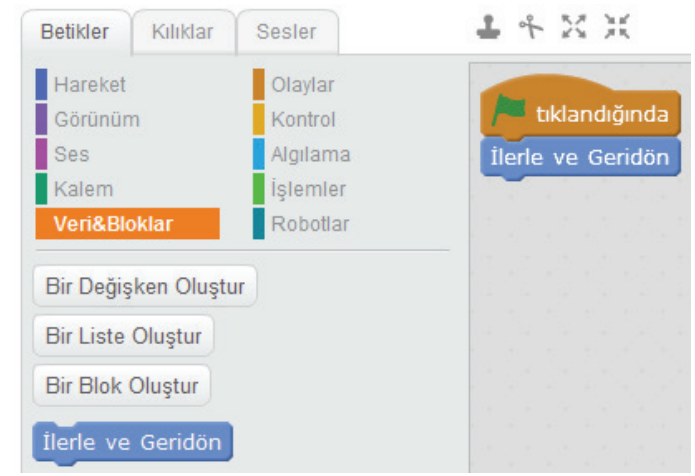 Betikler
Kılıklar
Sesler
Hareket
Görünüm
Ses
Kalem
Veri&Bloklar
Olaylar
Kontrol
Algılama
İşlemler
Robotlar
Bir Değişken Oluştur
Bir Liste Oluştur
Bir Blok Oluştur
İlerle ve Geridön
tıklandığında
İlerle ve Geridön